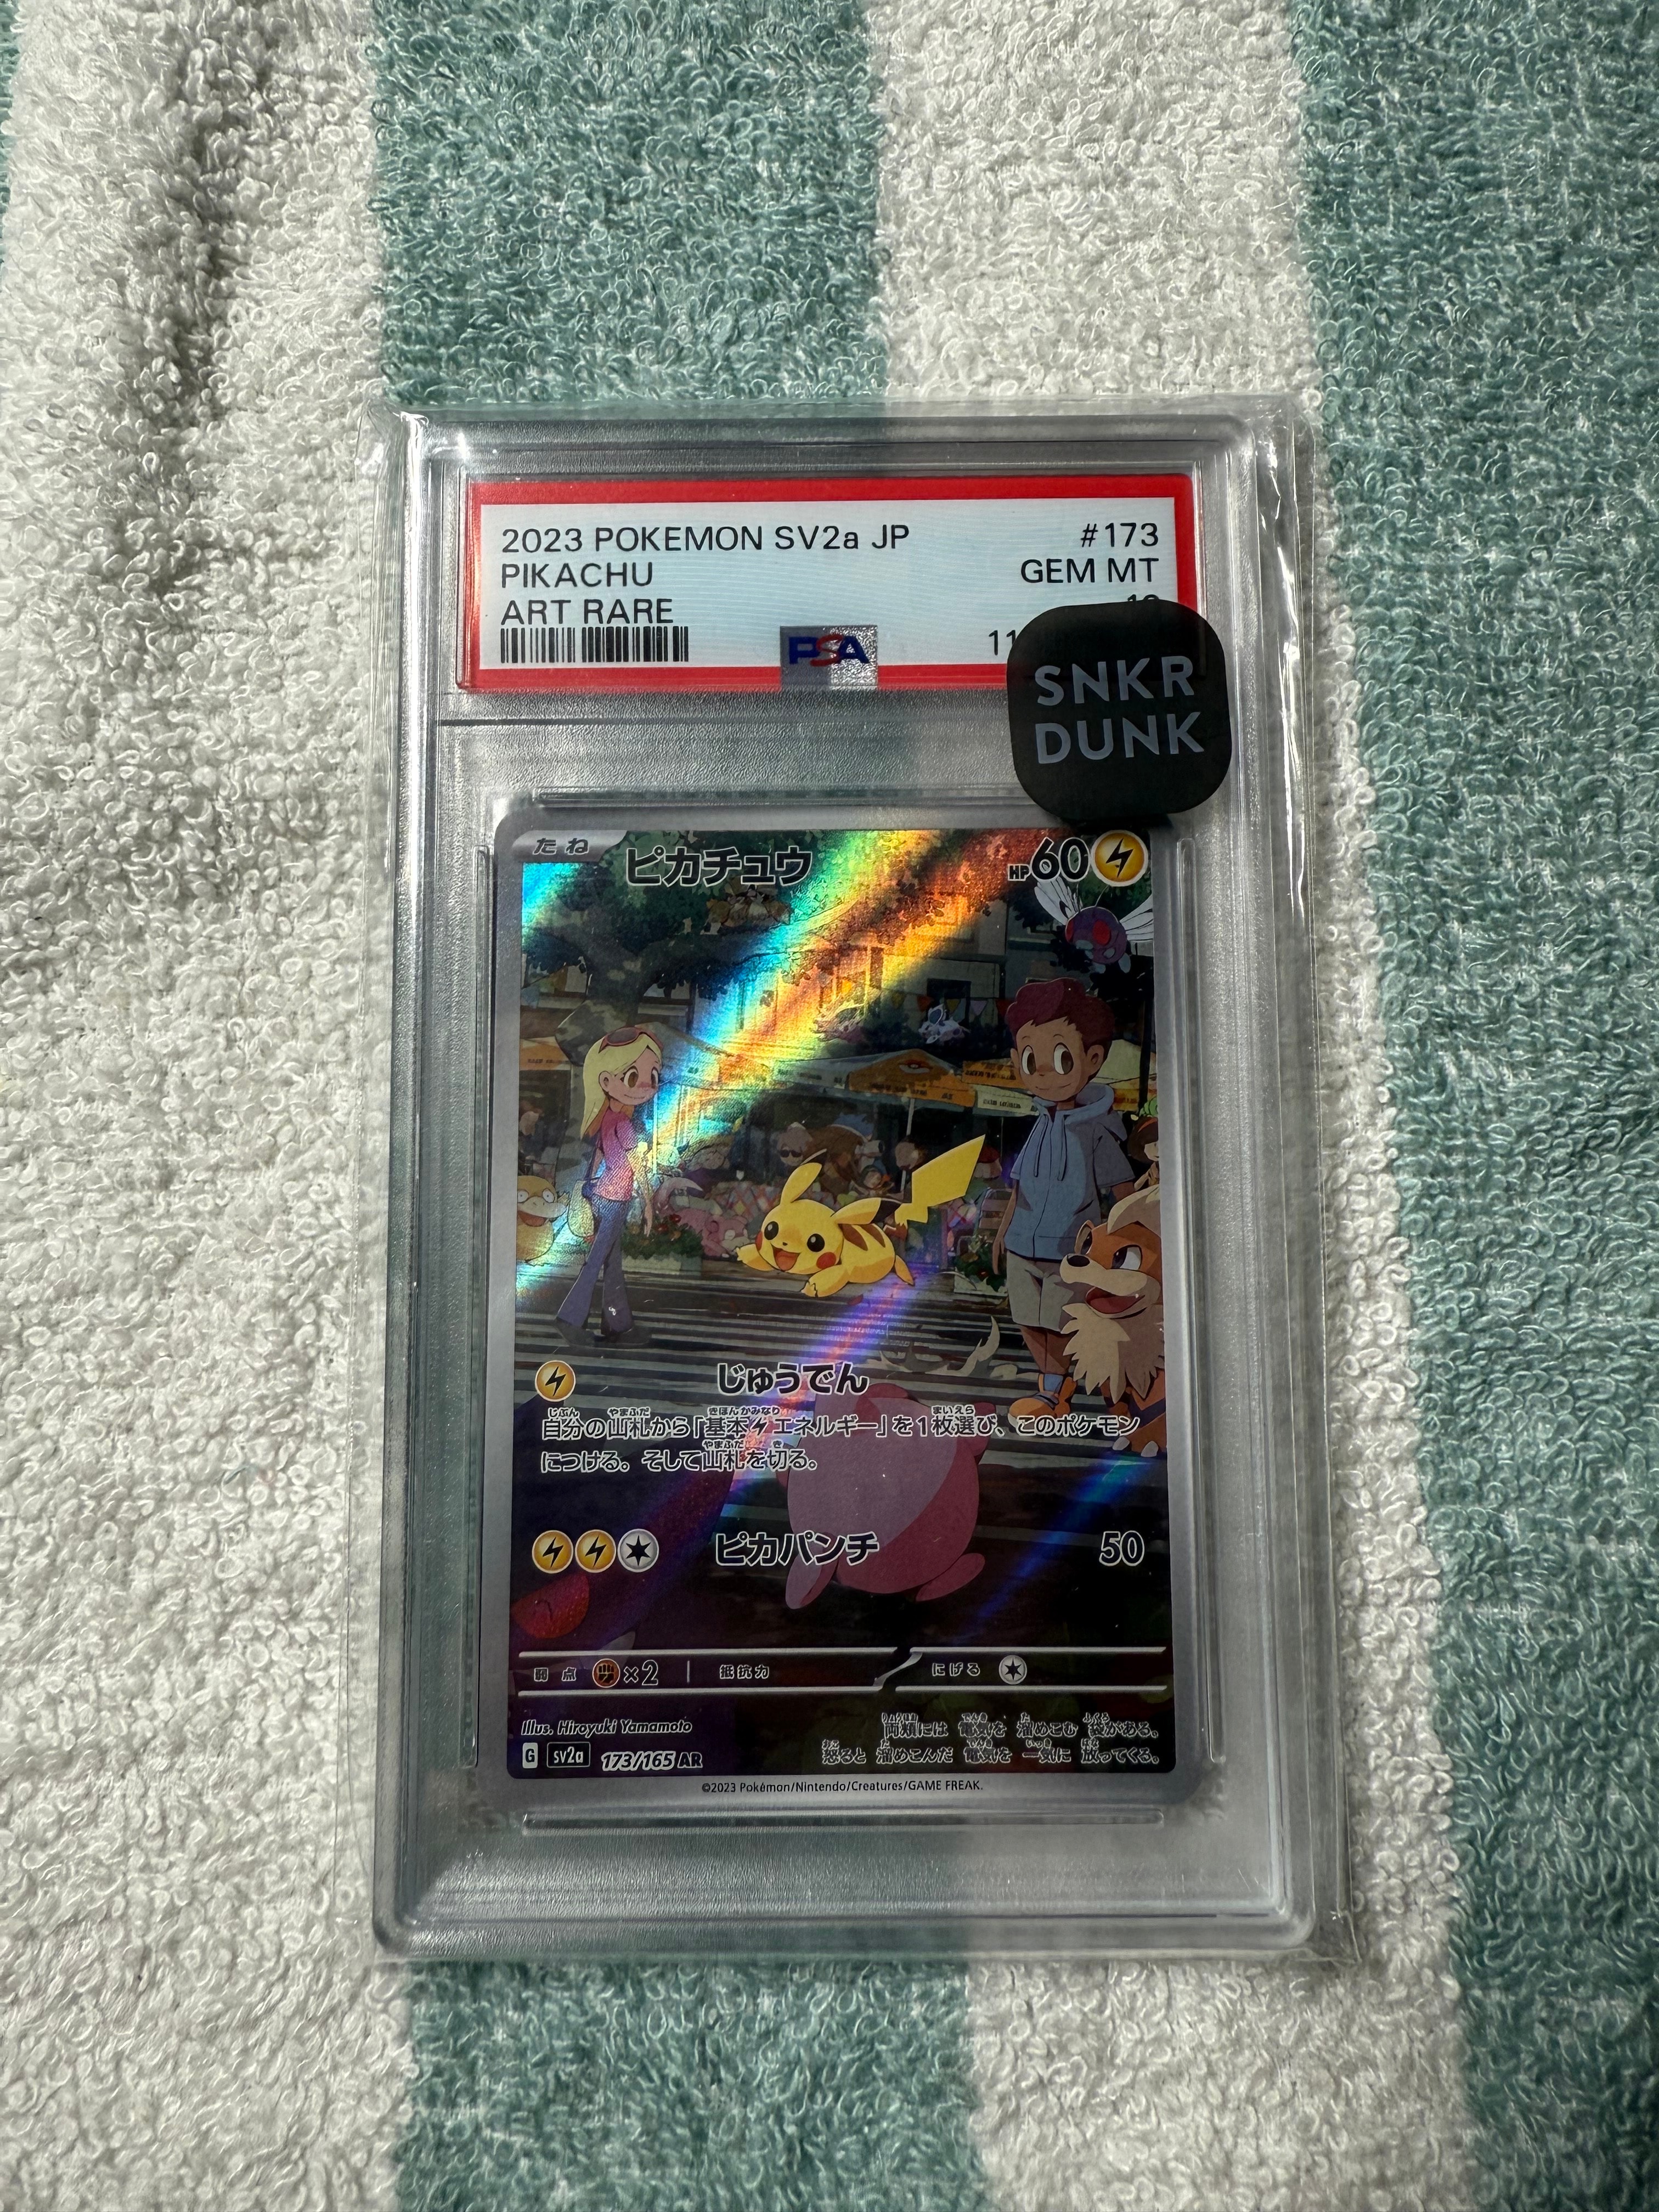 2023 POKEMON SV2a JP #173
PIKACHU GEM MT
ART RARE 10
PSA 11
SNKR
DUNK
たね ピカチュウ HP60
じゅうでん
自分の山札から「基本エネルギー」を1枚選び、このポケモン
につける。そして山札を切る。
ピカパンチ 50
弱点 ×2 抵抗力 にげる
Illus. Hiroyuki Yamamoto
両頬には 電気を 溜めこむ 袋がある。
怒ると 溜めこんだ 電気を 一気に 放ってくる。
G sv2a 173/165 AR
©2023 Pokémon/Nintendo/Creatures/GAME FREAK.